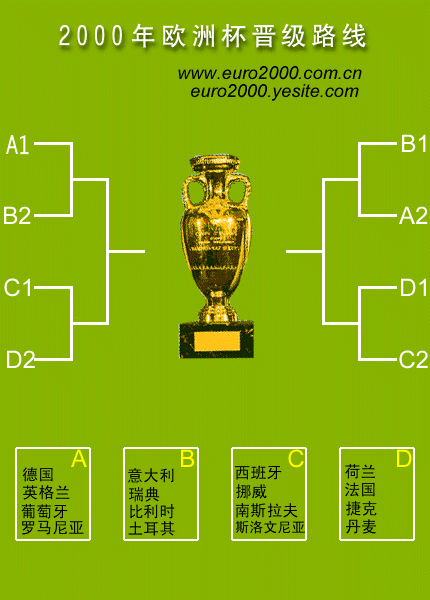 2000年欧洲杯晋级路线
www.euro2000.com.cn
euro2000.yesite.com
A1
B1
B2
A2
C1
D1
D2
C2
A
德国
英格兰
葡萄牙
罗马尼亚
B
意大利
瑞典
比利时
土耳其
C
西班牙
挪威
南斯拉夫
斯洛文尼亚
D
荷兰
法国
捷克
丹麦